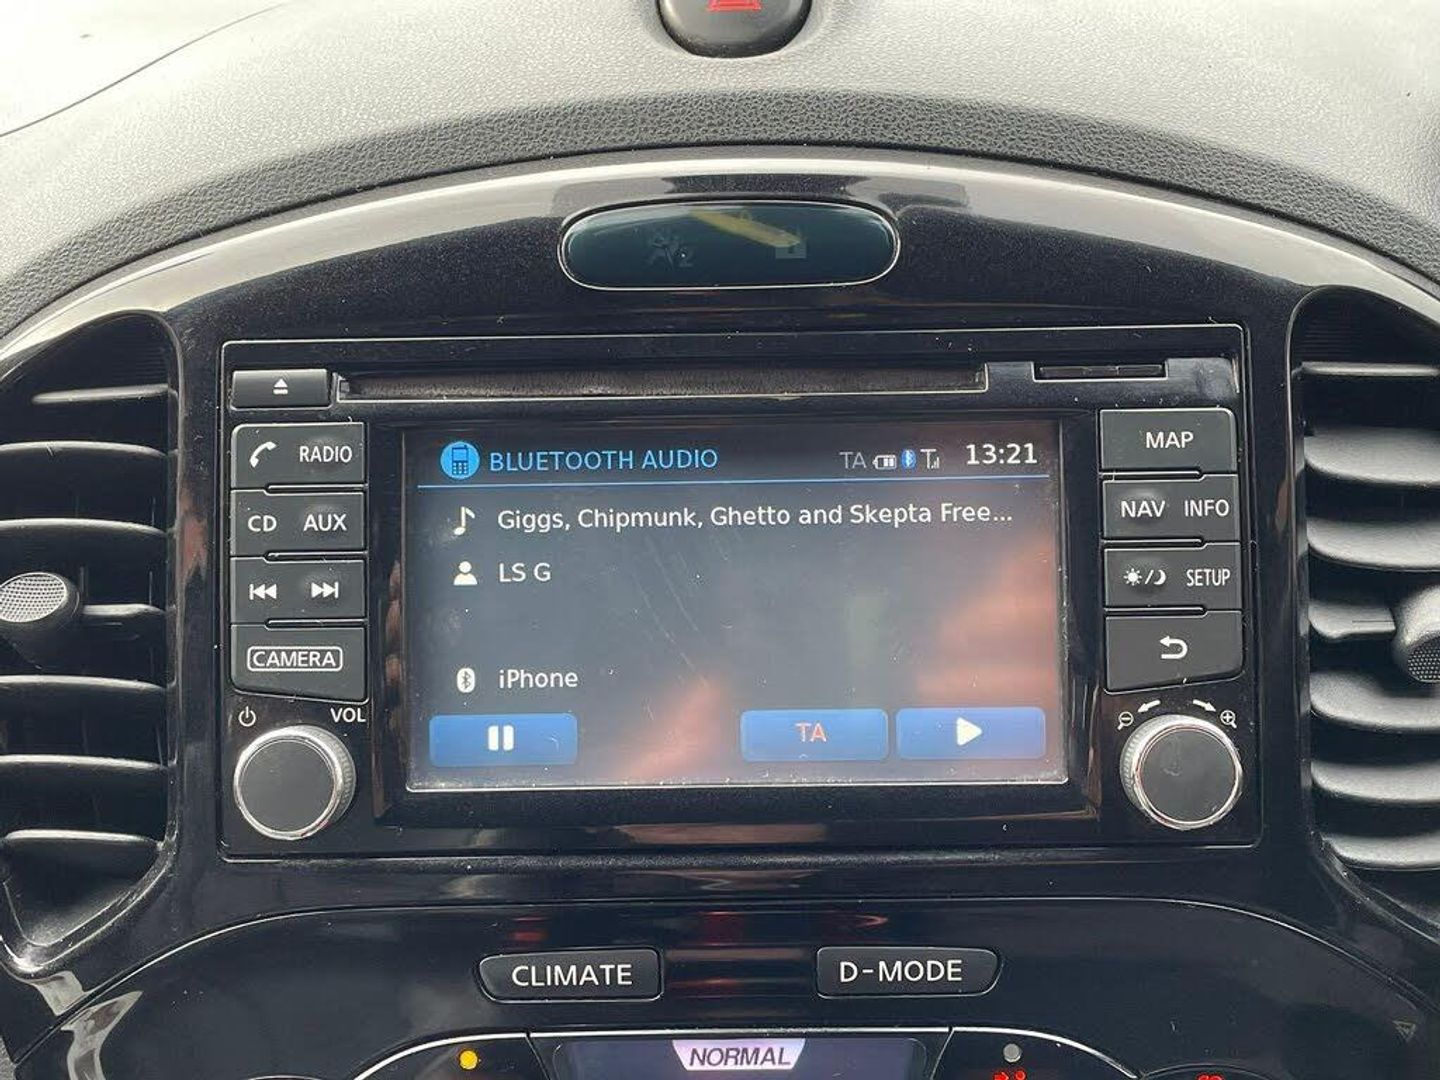 BLUETOOTH AUDIO TA 13:21
RADIO
CD AUX
CAMERA
VOL
Giggs, Chipmunk, Ghetto and Skepta Free...
LS G
iPhone
TA
MAP
NAV INFO
SETUP
CLIMATE
D-MODE
NORMAL